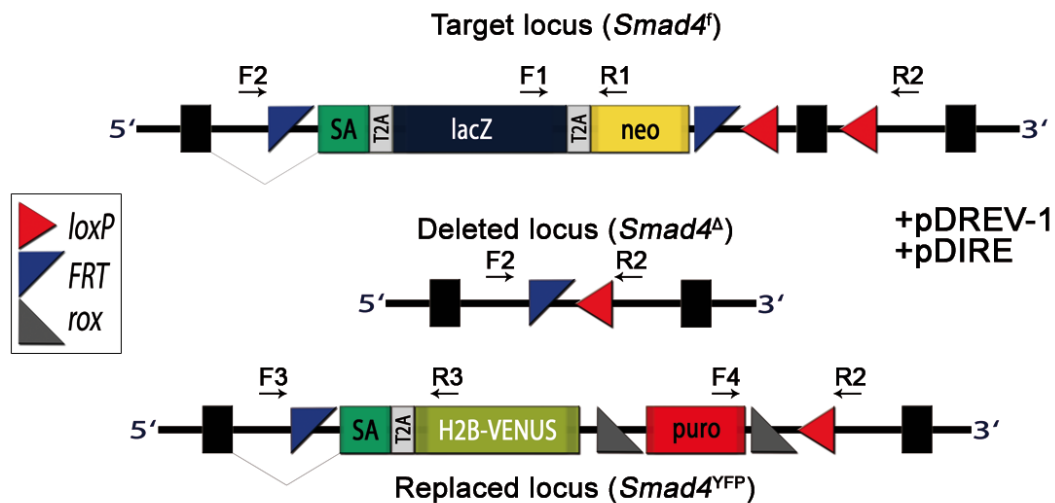 Target locus (Smad4ᶠ)
F2 F1 R1 R2
5‘ SA T2A lacZ T2A neo 3‘
loxP
FRT
rox
Deleted locus (Smad4ᐞ)
F2 R2
5‘ 3‘
+pDREV-1
+pDIRE
F3 R3 F4 R2
5‘ SA T2A H2B-VENUS puro 3‘
Replaced locus (Smad4ʸᶠᴾ)